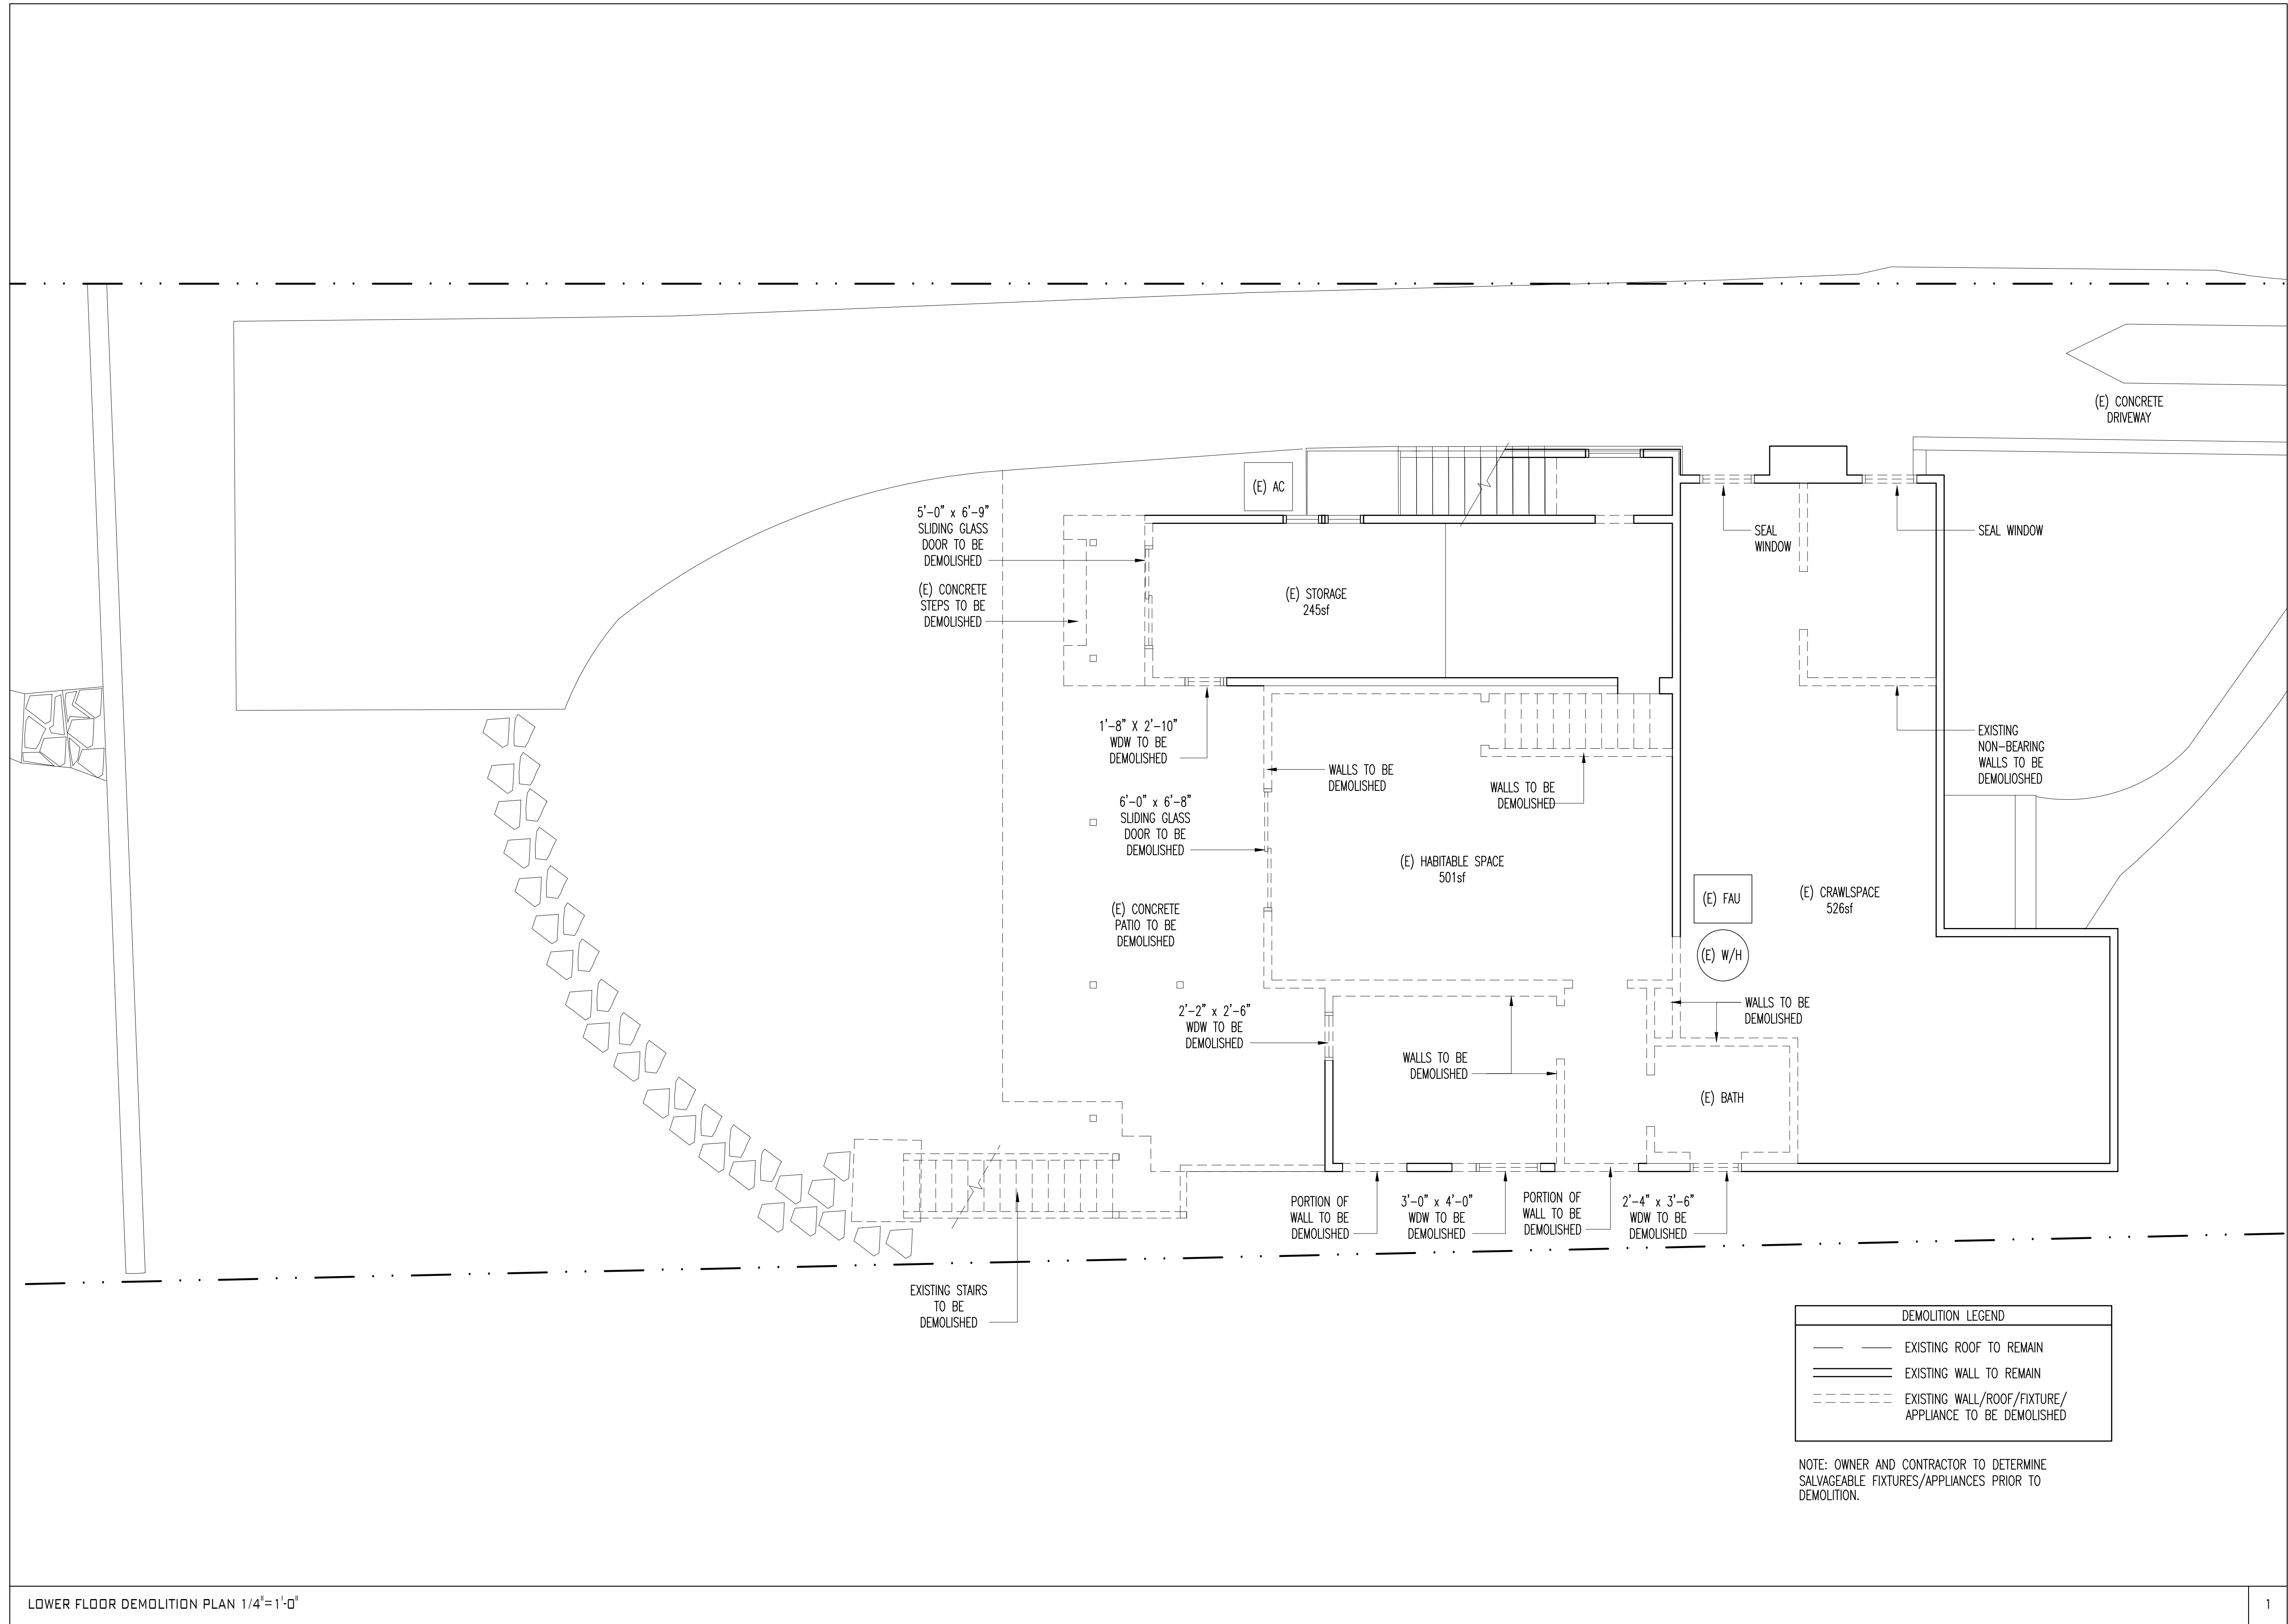 (E) CONCRETE
DRIVEWAY
(E) AC
5'-0" x 6'-9"
SLIDING GLASS
DOOR TO BE
DEMOLISHED
(E) CONCRETE
STEPS TO BE
DEMOLISHED
(E) STORAGE
245sf
SEAL
WINDOW
SEAL WINDOW
1'-8" X 2'-10"
WDW TO BE
DEMOLISHED
WALLS TO BE
DEMOLISHED
WALLS TO BE
DEMOLISHED
EXISTING
NON-BEARING
WALLS TO BE
DEMOLIOSHED
6'-0" x 6'-8"
SLIDING GLASS
DOOR TO BE
DEMOLISHED
(E) HABITABLE SPACE
501sf
(E) FAU
(E) CRAWLSPACE
526sf
(E) CONCRETE
PATIO TO BE
DEMOLISHED
(E) W/H
2'-2" x 2'-6"
WDW TO BE
DEMOLISHED
WALLS TO BE
DEMOLISHED
WALLS TO BE
DEMOLISHED
(E) BATH
PORTION OF
WALL TO BE
DEMOLISHED
3'-0" x 4'-0"
WDW TO BE
DEMOLISHED
PORTION OF
WALL TO BE
DEMOLISHED
2'-4" x 3'-6"
WDW TO BE
DEMOLISHED
EXISTING STAIRS
TO BE
DEMOLISHED
DEMOLITION LEGEND
EXISTING ROOF TO REMAIN
EXISTING WALL TO REMAIN
EXISTING WALL/ROOF/FIXTURE/
APPLIANCE TO BE DEMOLISHED
NOTE: OWNER AND CONTRACTOR TO DETERMINE
SALVAGEABLE FIXTURES/APPLIANCES PRIOR TO
DEMOLITION.
LOWER FLOOR DEMOLITION PLAN 1/4"=1'-0"
1